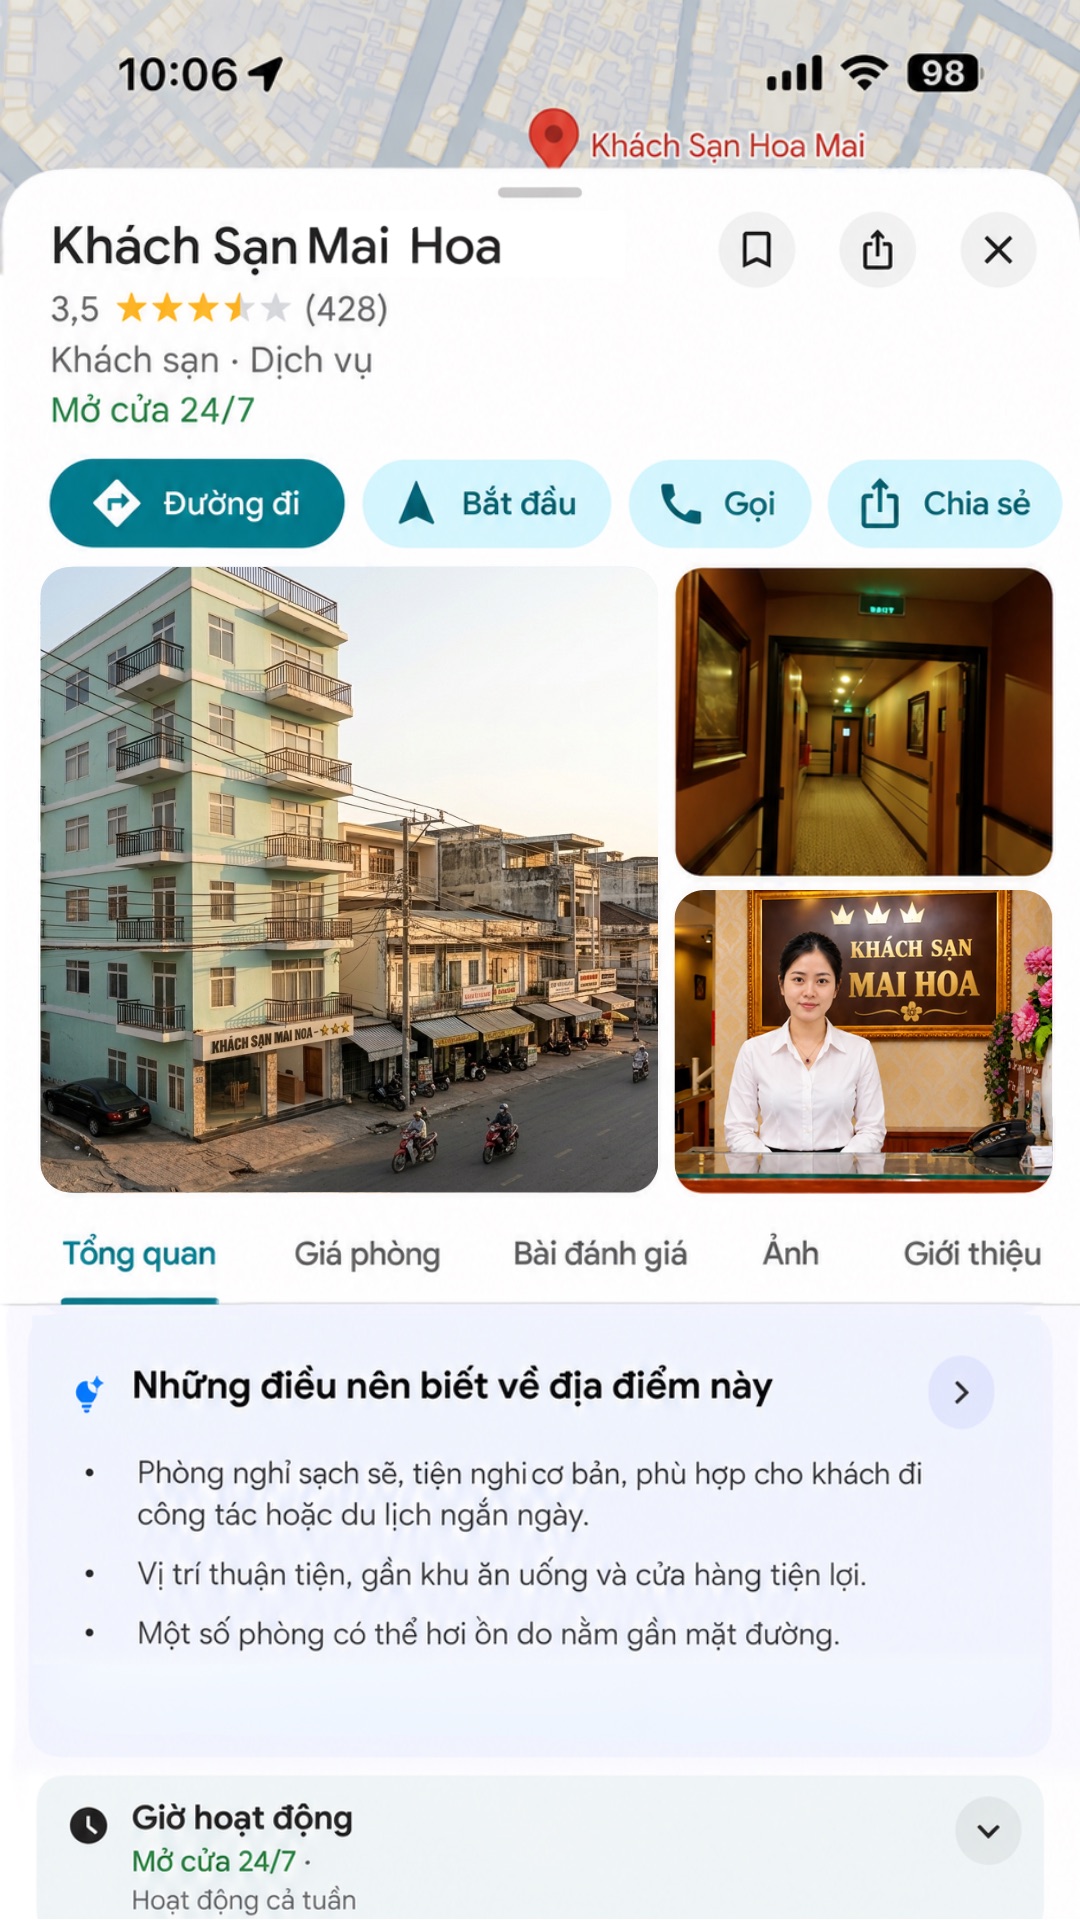 10:06
98
Khách Sạn Hoa Mai
Khách Sạn Mai Hoa
3,5 (428)
Khách sạn · Dịch vụ
Mở cửa 24/7
Đường đi
Bắt đầu
Gọi
Chia sẻ
KHÁCH SẠN MAI NOA-
KHÁCH SẠN
MAI HOA
Tổng quan
Giá phòng
Bài đánh giá
Ảnh
Giới thiệu
Những điều nên biết về địa điểm này
• Phòng nghỉ sạch sẽ, tiện nghi cơ bản, phù hợp cho khách đi
công tác hoặc du lịch ngắn ngày.
• Vị trí thuận tiện, gần khu ăn uống và cửa hàng tiện lợi.
• Một số phòng có thể hơi ồn do nằm gần mặt đường.
Giờ hoạt động
Mở cửa 24/7 ·
Hoạt động cả tuần